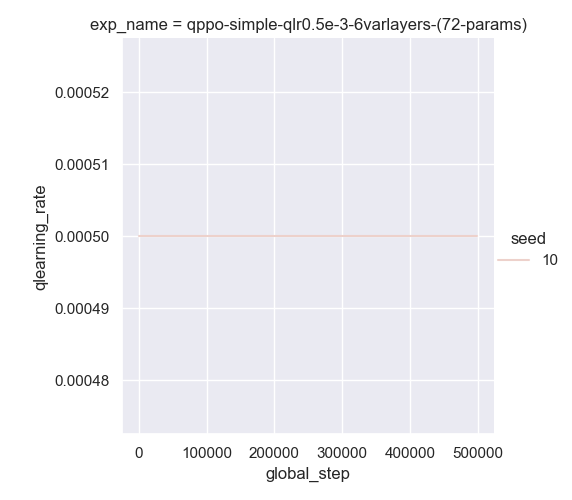 exp_name = qppo-simple-qlr0.5e-3-6varlayers-(72-params)
0.00052
0.00051
0.00050
0.00049
0.00048
qlearning_rate
seed
10
0 100000 200000 300000 400000 500000
global_step